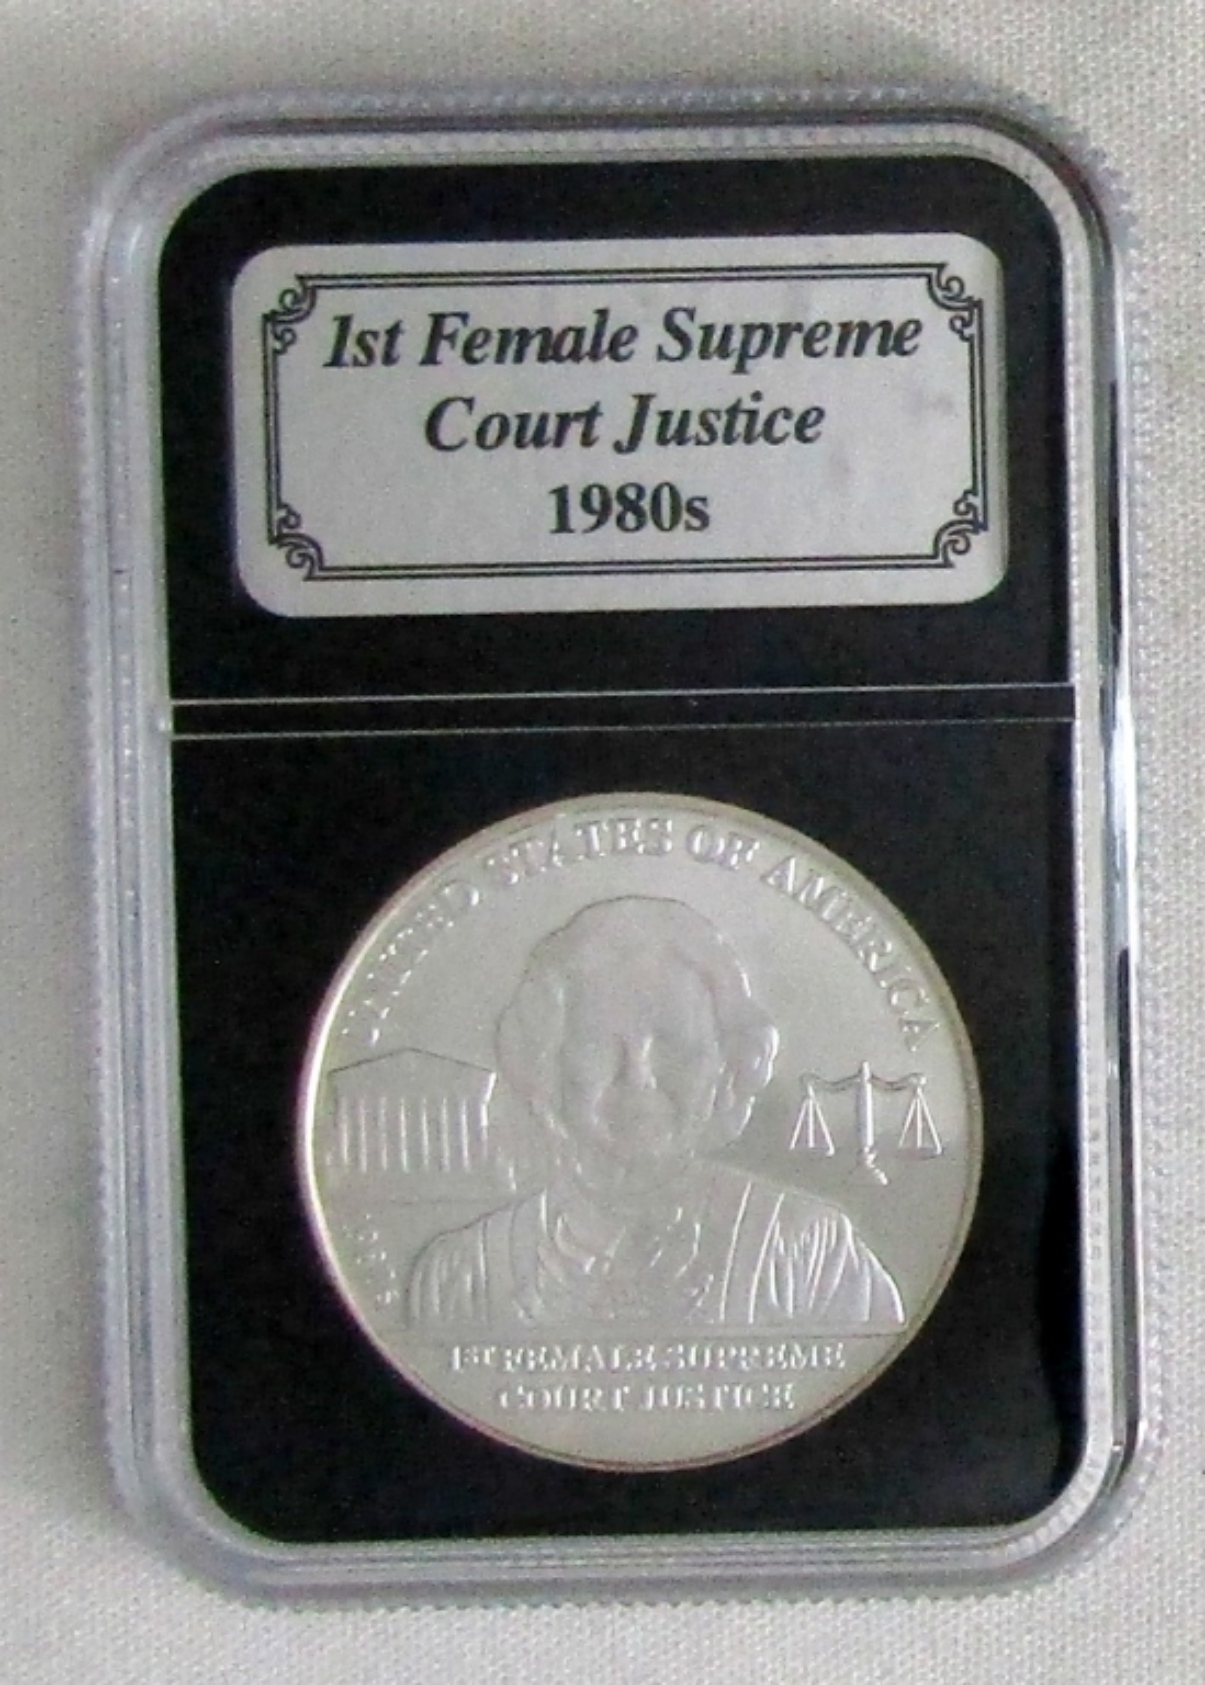 1st Female Supreme
Court Justice
1980s
UNITED STATES OF AMERICA
1ST FEMALE SUPREME
COURT JUSTICE